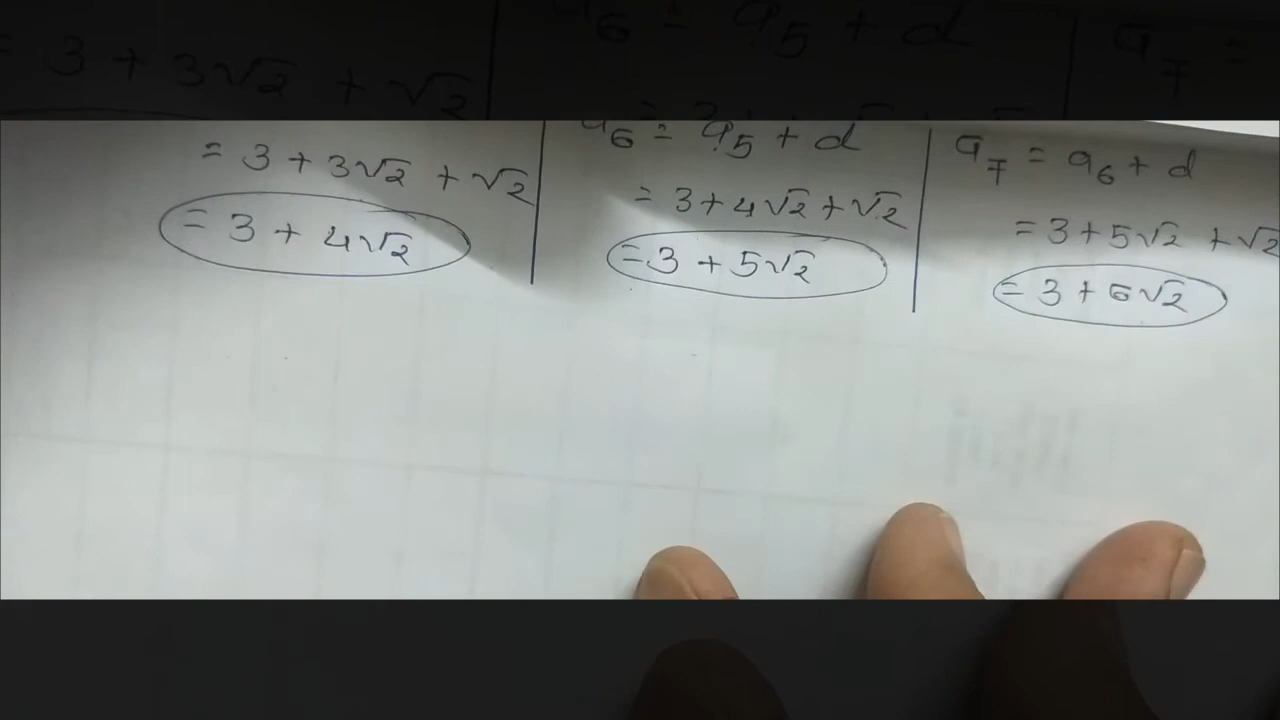 = 3 + 3√2 + √2
= 3 + 4√2
a₆ = a₅ + d
= 3 + 4√2 + √2
= 3 + 5√2
a₇ = a₆ + d
= 3 + 5√2 + √2
= 3 + 6√2